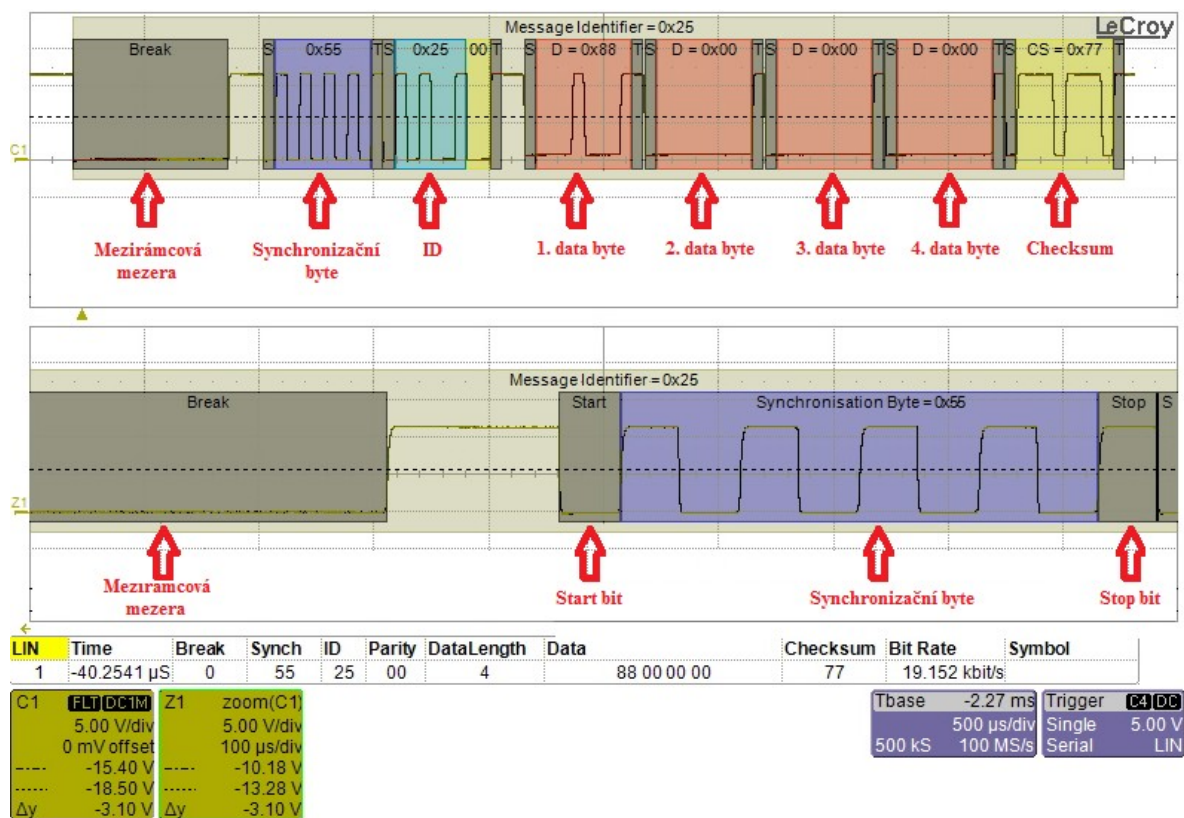 Message Identifier = 0x25
LeCroy
Break S 0x55 T S 0x25 00 T S D = 0x88 T S D = 0x00 T S D = 0x00 T S D = 0x00 T S CS = 0x77 T
C1
Mezirámcová mezera
Synchronizační byte
ID
1. data byte
2. data byte
3. data byte
4. data byte
Checksum
Message Identifier = 0x25
Break Start Synchronisation Byte = 0x55 Stop S
Z1
Mezirámcová mezera
Start bit
Synchronizační byte
Stop bit
LIN Time Break Synch ID Parity DataLength Data Checksum Bit Rate Symbol
1 -40.2541 µS 0 55 25 00 4 88 00 00 00 77 19.152 kbit/s
C1 FLT DC1M
5.00 V/div
0 mV offset
-15.40 V
-18.50 V
Δy -3.10 V
Z1 zoom(C1)
5.00 V/div
100 µs/div
-10.18 V
-13.28 V
Δy -3.10 V
Tbase -2.27 ms
500 µs/div
500 kS 100 MS/s
Trigger C4 DC
Single 5.00 V
Serial LIN